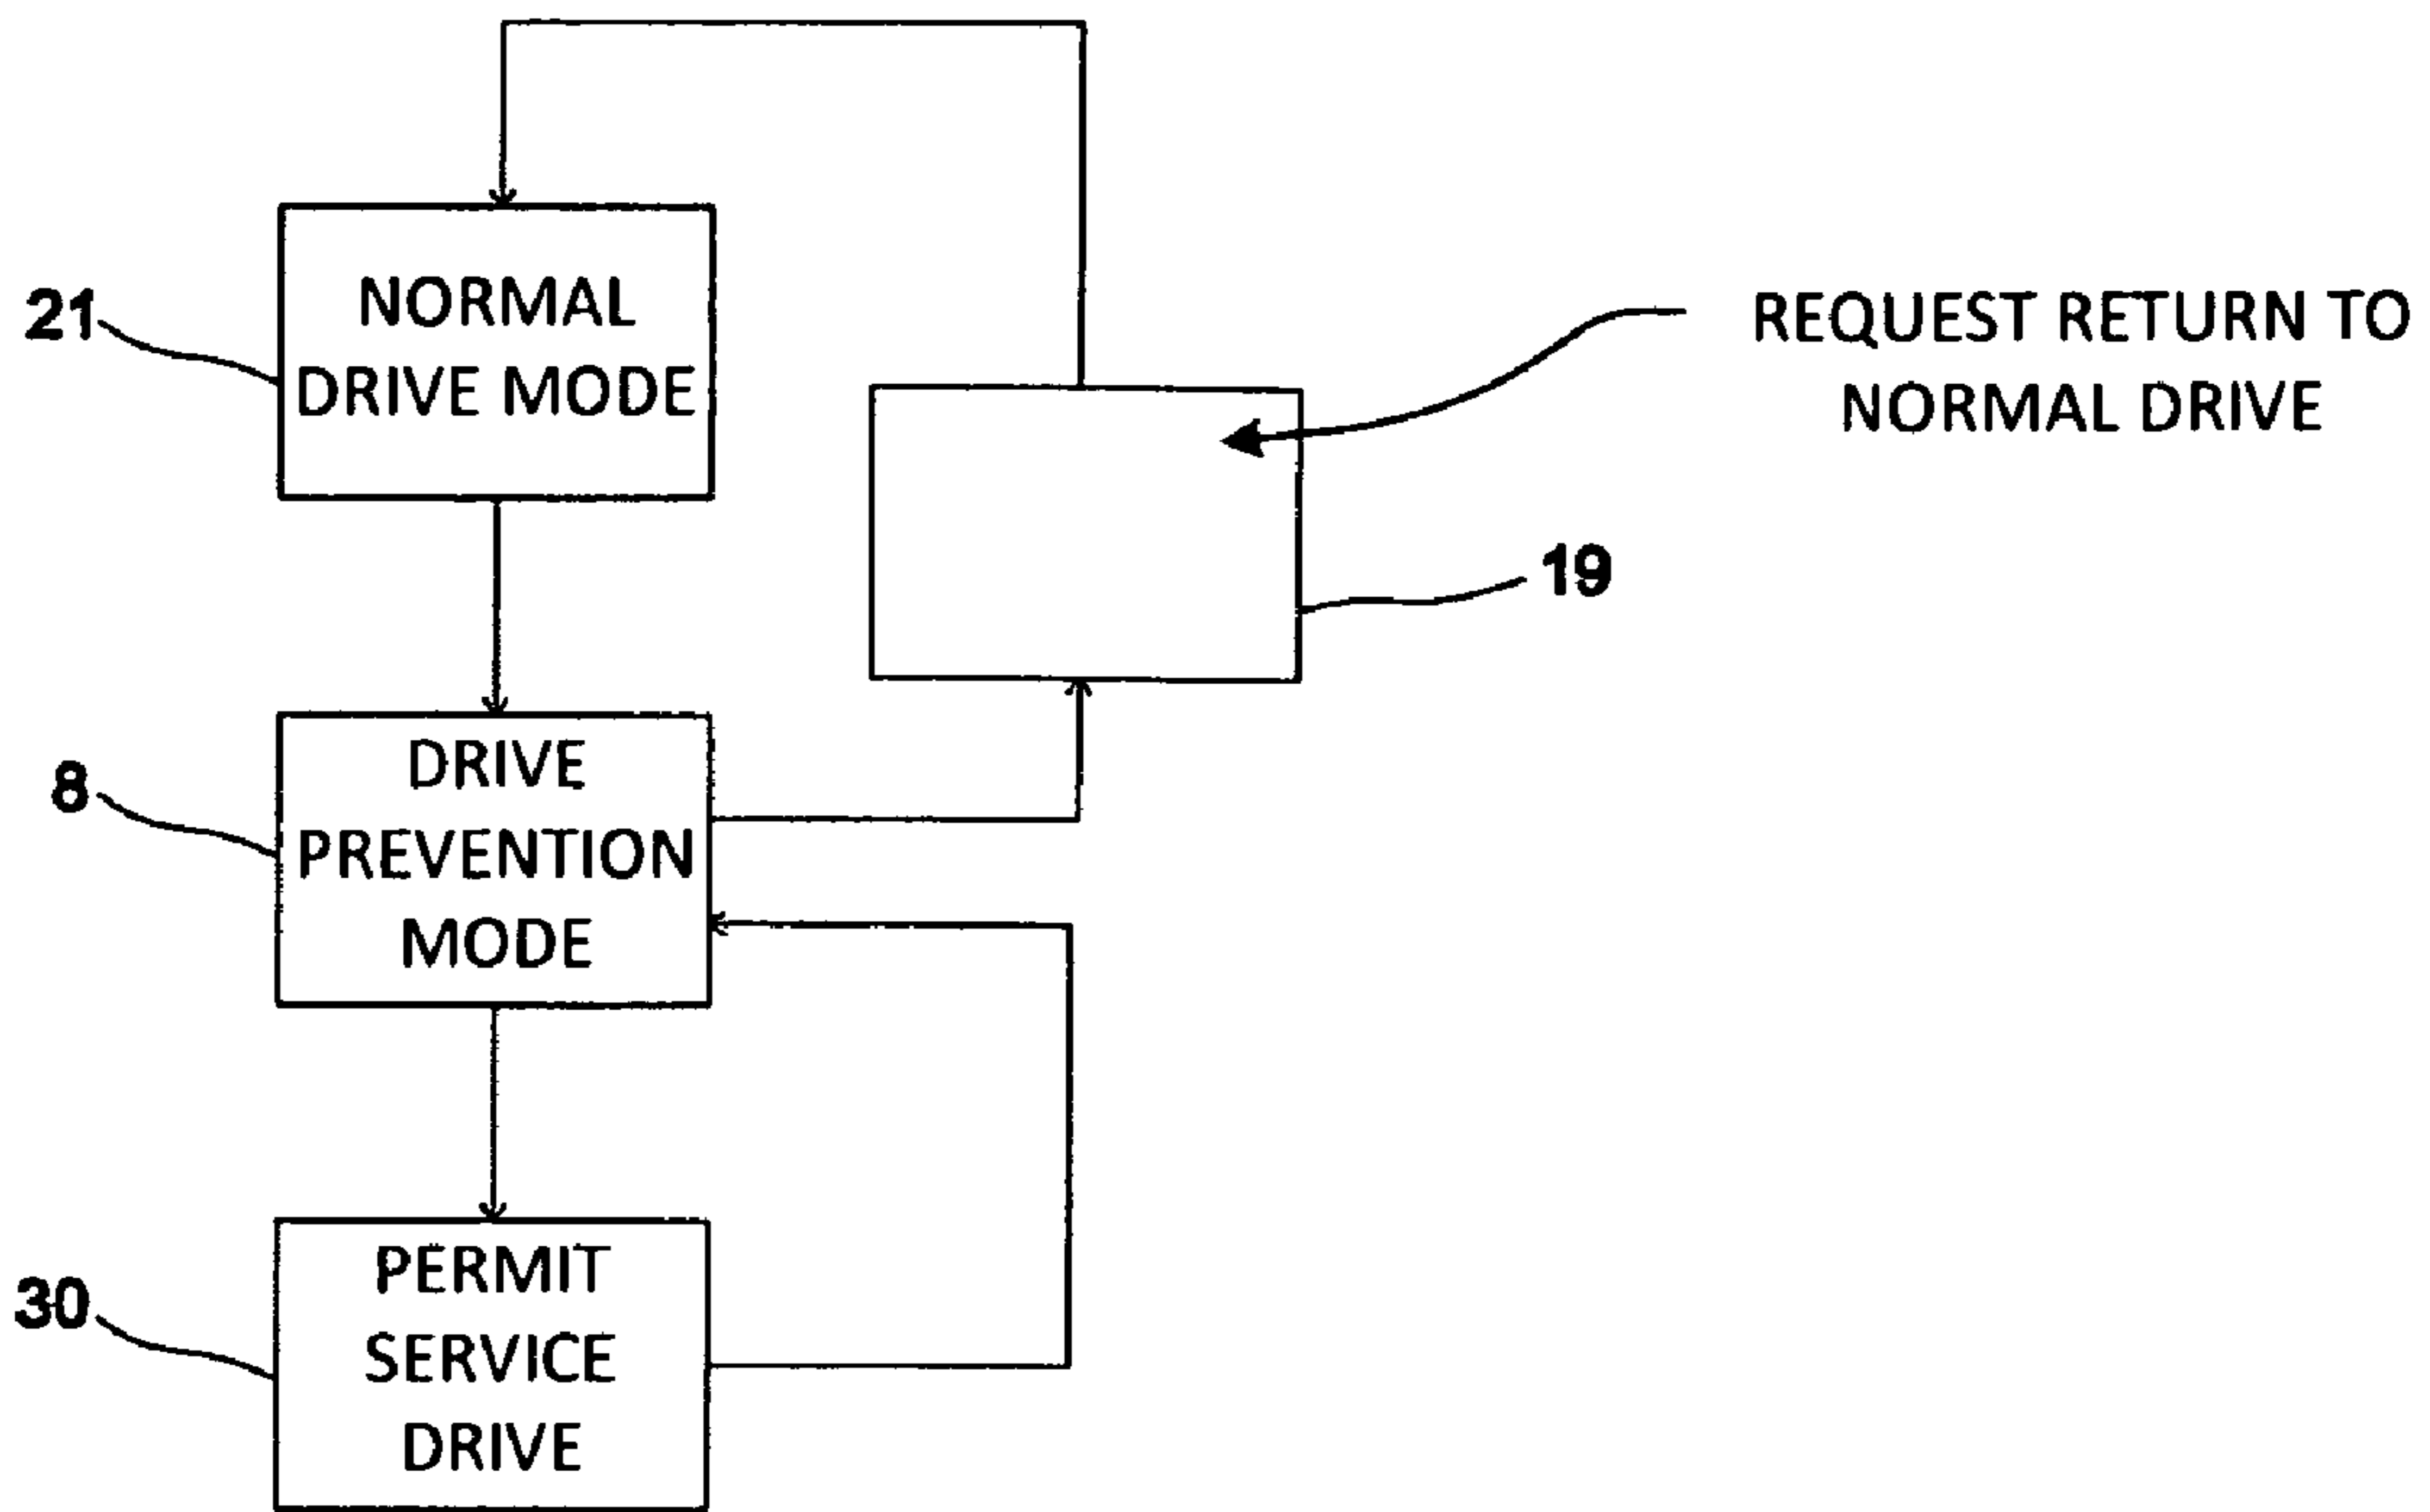 21
NORMAL
DRIVE MODE
REQUEST RETURN TO
NORMAL DRIVE
19
8
DRIVE
PREVENTION
MODE
30
PERMIT
SERVICE
DRIVE